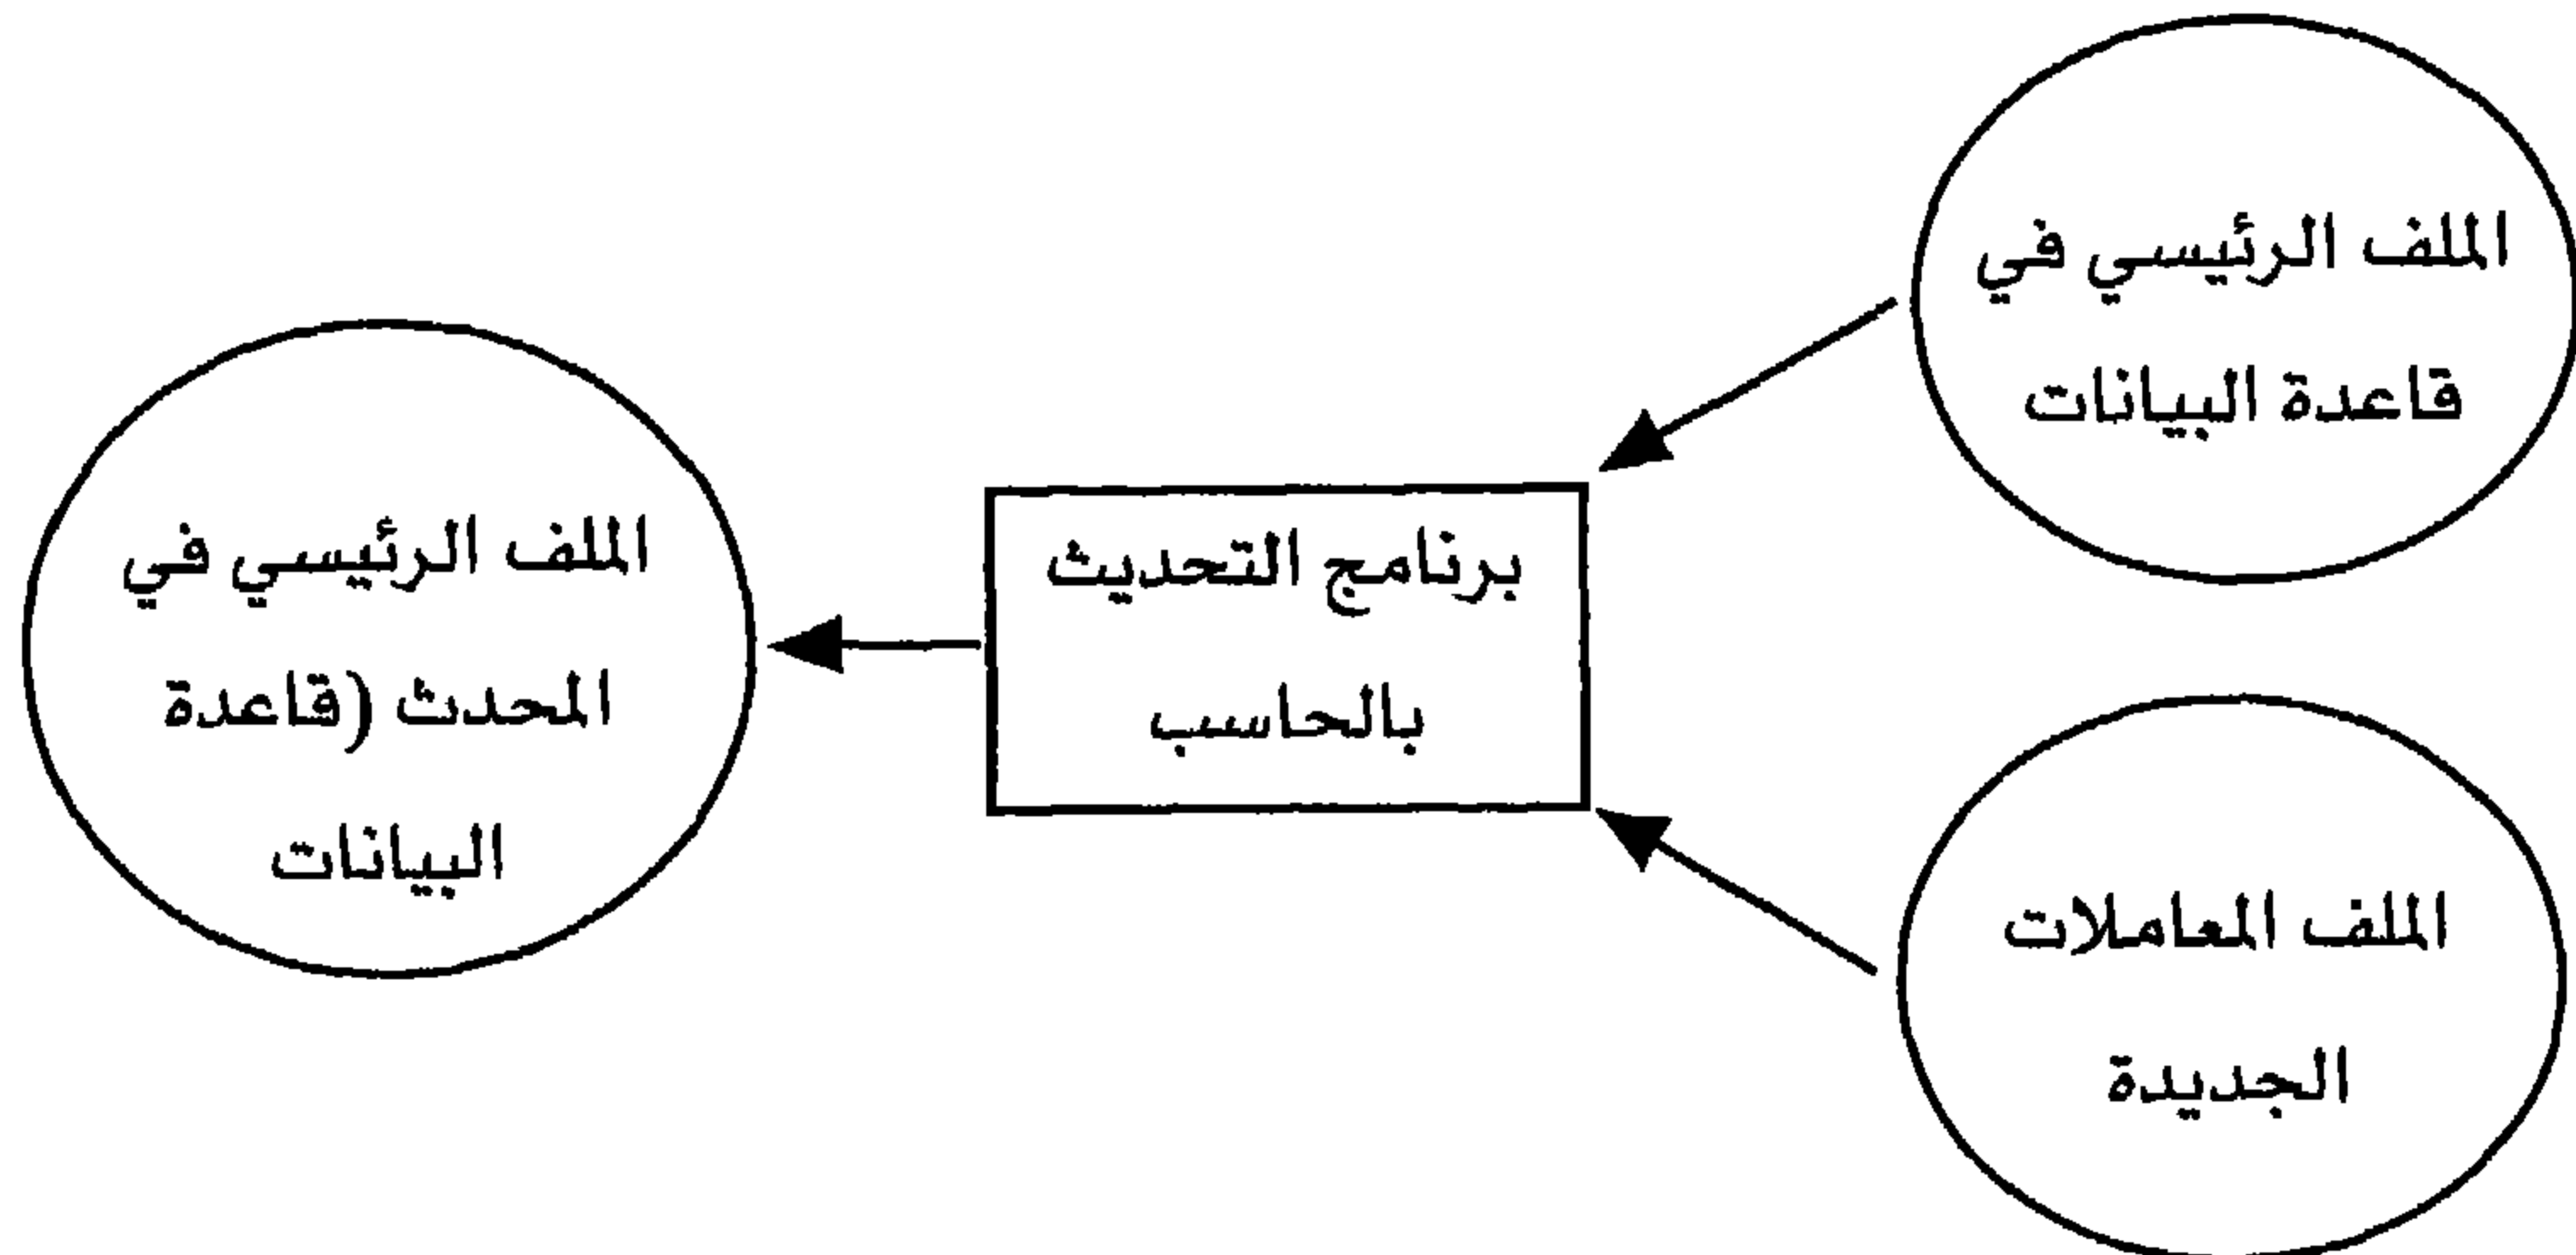 الملف الرئيسي في
قاعدة البيانات
الملف المعاملات
الجديدة
برنامج التحديث
بالحاسب
الملف الرئيسي في
المحدث (قاعدة
البيانات